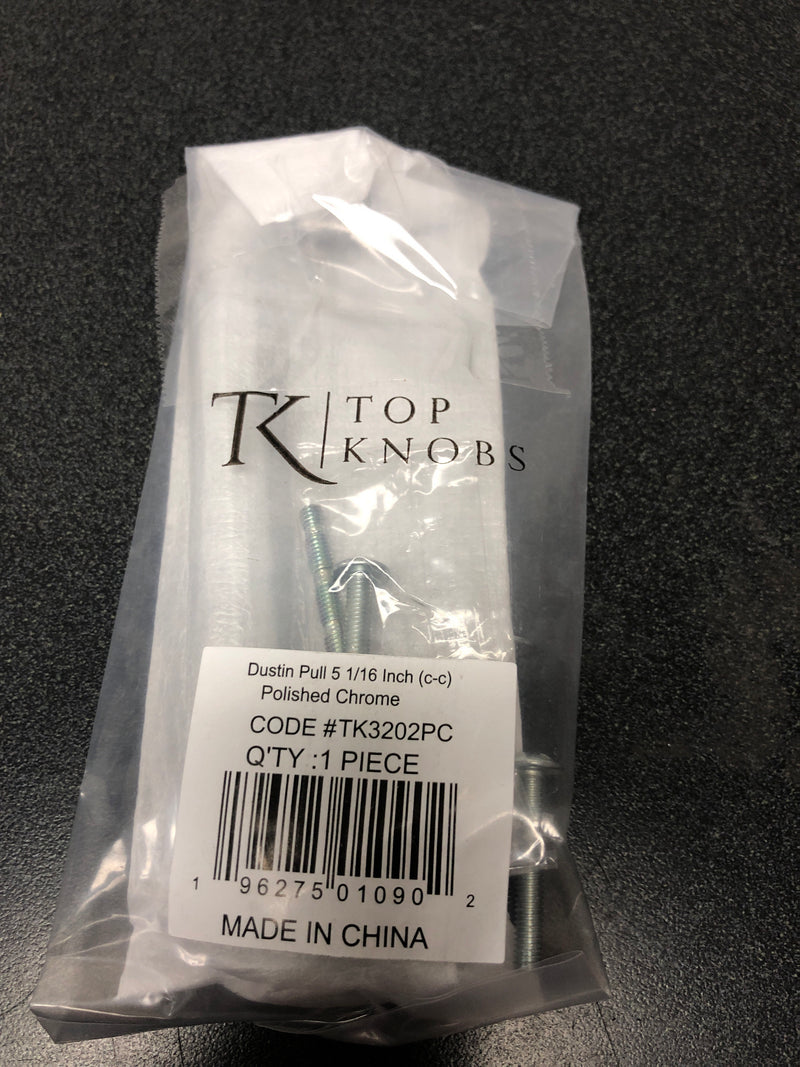 TK TOP
KNOBS
Dustin Pull 5 1/16 Inch (c-c)
Polished Chrome
CODE #TK3202PC
Q'TY :1 PIECE
1 96275 01090 2
MADE IN CHINA